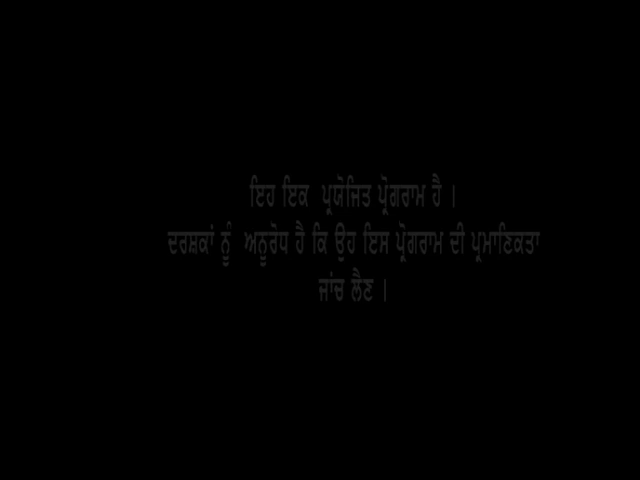 ਇਹ ਇਕ ਪ੍ਰਯੋਜਿਤ ਪ੍ਰੋਗਰਾਮ ਹੈ ।
ਦਰਸ਼ਕਾਂ ਨੂੰ ਅਨੂਰੋਧ ਹੈ ਕਿ ਉਹ ਇਸ ਪ੍ਰੋਗਰਾਮ ਦੀ ਪ੍ਰਮਾਣਿਕਤਾ
ਜਾਂਚ ਲੈਣ ।